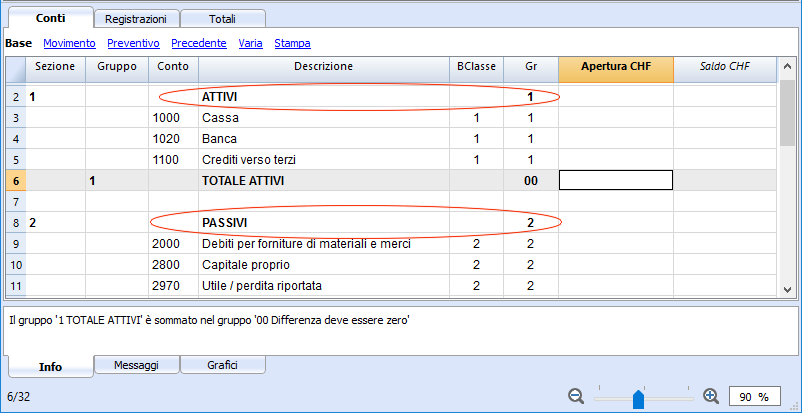 Conti Registrazioni Totali
Base Movimento Preventivo Precedente Varia Stampa
Sezione Gruppo Conto Descrizione BClasse Gr Apertura CHF Saldo CHF
2 1 ATTIVI 1
3 1000 Cassa 1 1
4 1020 Banca 1 1
5 1100 Crediti verso terzi 1 1
6 1 TOTALE ATTIVI 00
7
8 2 PASSIVI 2
9 2000 Debiti per forniture di materiali e merci 2 2
10 2800 Capitale proprio 2 2
11 2970 Utile / perdita riportata 2 2
Il gruppo '1 TOTALE ATTIVI' è sommato nel gruppo '00 Differenza deve essere zero'
Info Messaggi Grafici
6/32 90 %